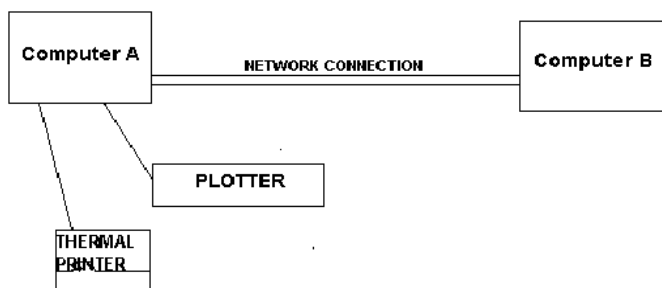 Computer A
NETWORK CONNECTION
Computer B
PLOTTER
THERMAL
PRINTER